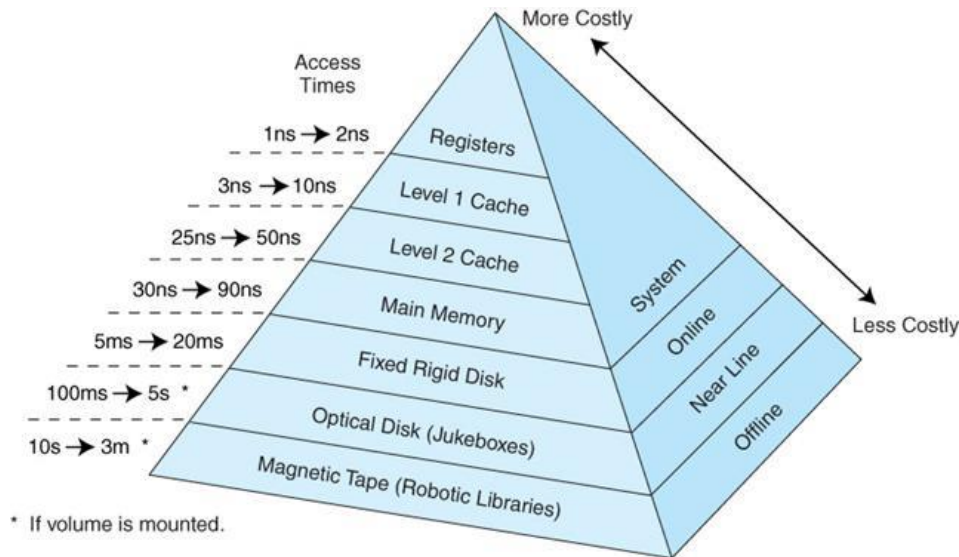 More Costly
Access
Times
1ns → 2ns
Registers
3ns → 10ns
Level 1 Cache
25ns → 50ns
Level 2 Cache
System
30ns → 90ns
Main Memory
Online
Less Costly
5ms → 20ms
Fixed Rigid Disk
Near Line
100ms → 5s *
Optical Disk (Jukeboxes)
Offline
10s → 3m *
Magnetic Tape (Robotic Libraries)
* If volume is mounted.